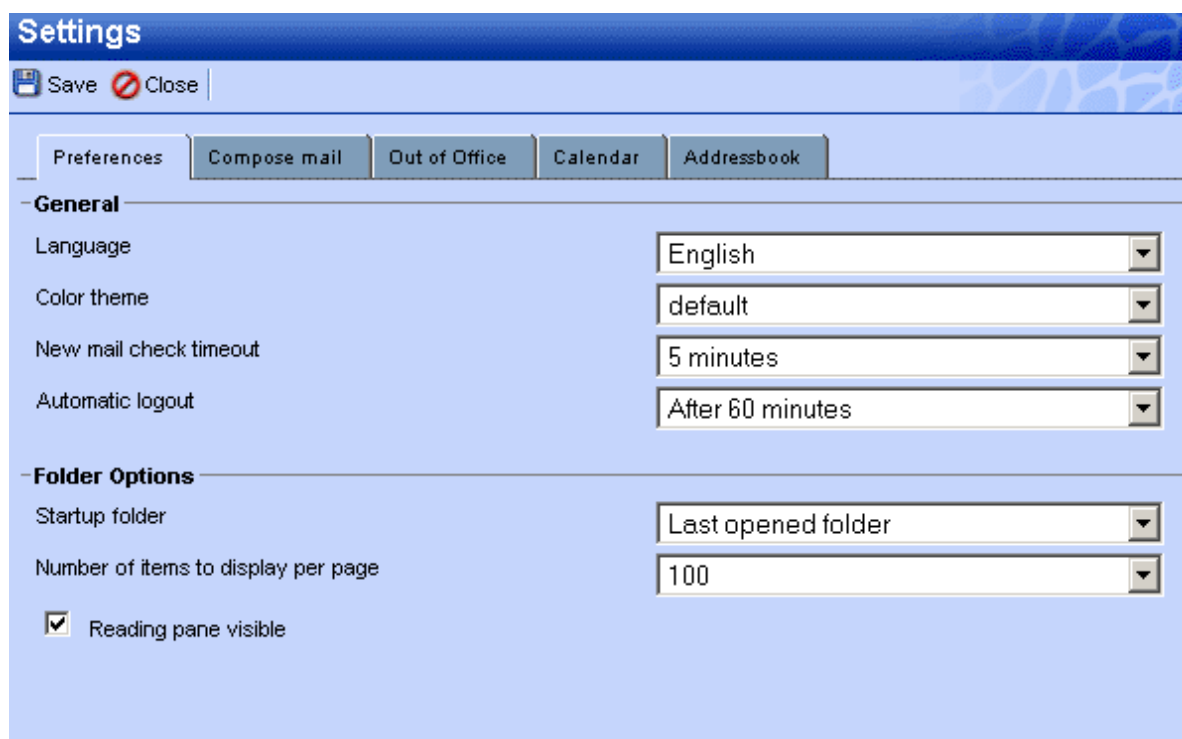 Settings
Save Close
Preferences Compose mail Out of Office Calendar Addressbook
General
Language English
Color theme default
New mail check timeout 5 minutes
Automatic logout After 60 minutes
Folder Options
Startup folder Last opened folder
Number of items to display per page 100
Reading pane visible